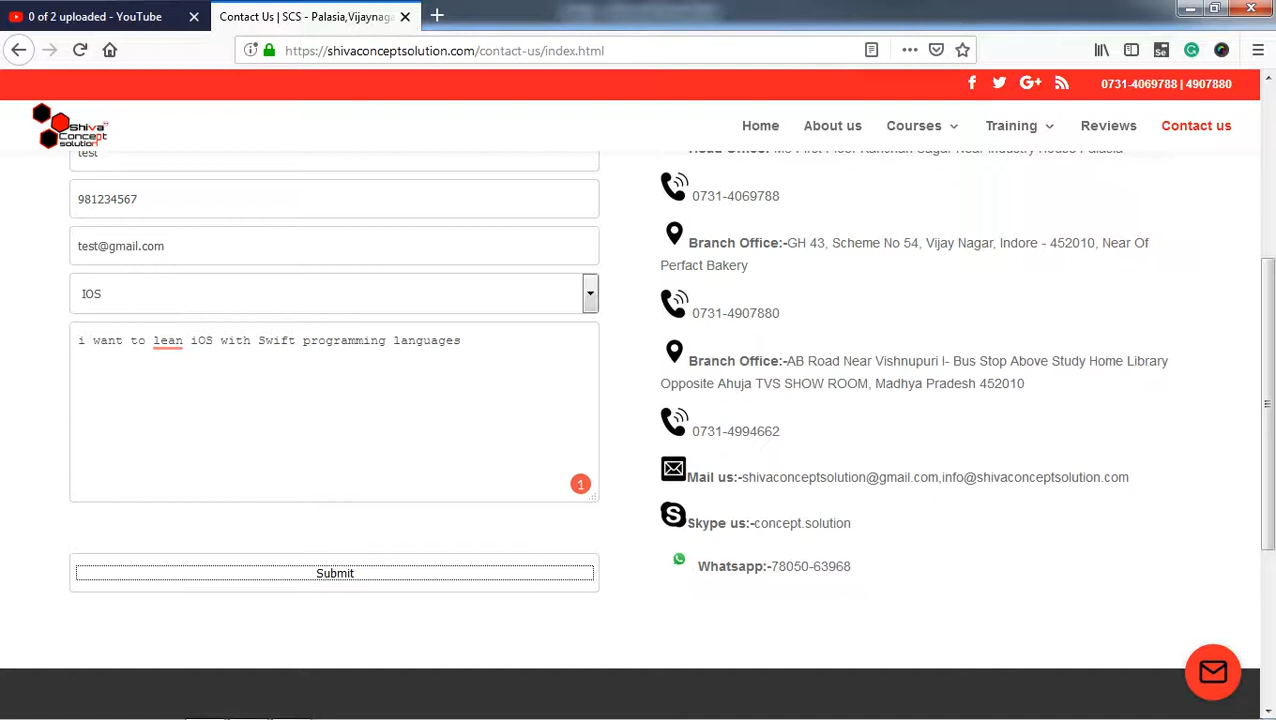 0 of 2 uploaded - YouTube
Contact Us | SCS - Palasia,Vijaynaga
https://shivaconceptsolution.com/contact-us/index.html
0731-4069788 | 4907880
Shiva
Concept
solution
Home
About us
Courses
Training
Reviews
Contact us
test
981234567
test@gmail.com
IOS
i want to lean iOS with Swift programming languages
1
Submit
0731-4069788
Branch Office:-GH 43, Scheme No 54, Vijay Nagar, Indore - 452010, Near Of
Perfact Bakery
0731-4907880
Branch Office:-AB Road Near Vishnupuri I- Bus Stop Above Study Home Library
Opposite Ahuja TVS SHOW ROOM, Madhya Pradesh 452010
0731-4994662
Mail us:-shivaconceptsolution@gmail.com,info@shivaconceptsolution.com
Skype us:-concept.solution
Whatsapp:-78050-63968